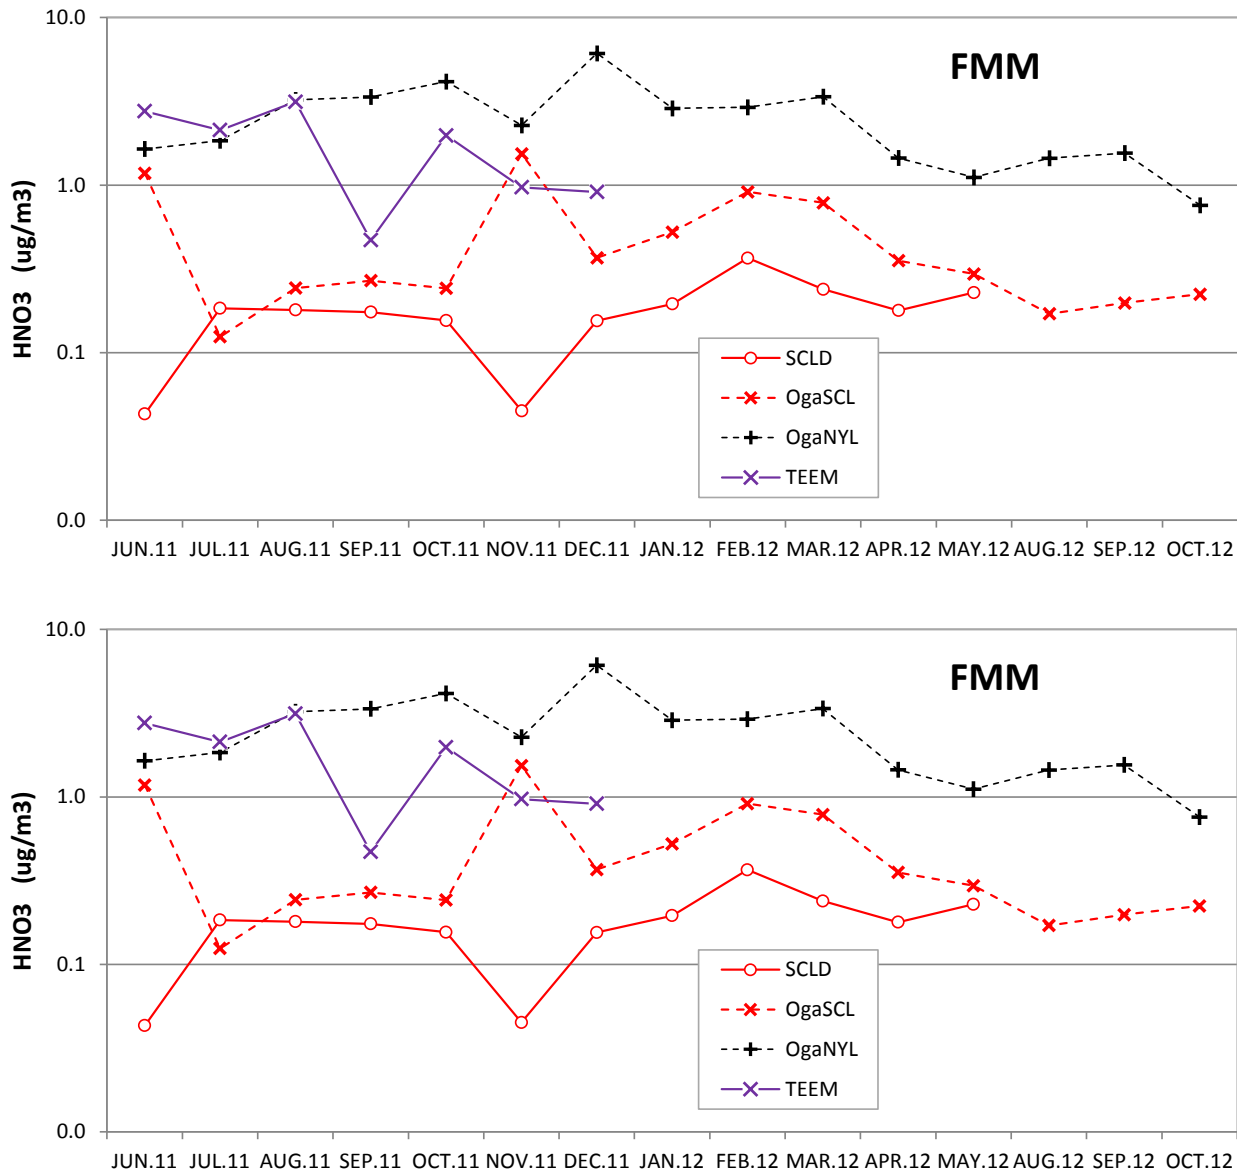 10.0
FMM
1.0
HNO3 (ug/m3)
0.1
SCLD
OgaSCL
OgaNYL
TEEM
0.0
JUN.11 JUL.11 AUG.11 SEP.11 OCT.11 NOV.11 DEC.11 JAN.12 FEB.12 MAR.12 APR.12 MAY.12 AUG.12 SEP.12 OCT.12
10.0
FMM
1.0
HNO3 (ug/m3)
0.1
SCLD
OgaSCL
OgaNYL
TEEM
0.0
JUN.11 JUL.11 AUG.11 SEP.11 OCT.11 NOV.11 DEC.11 JAN.12 FEB.12 MAR.12 APR.12 MAY.12 AUG.12 SEP.12 OCT.12